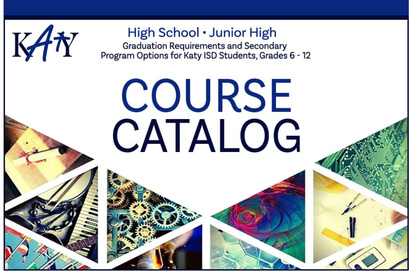 KATY
High School • Junior High
Graduation Requirements and Secondary
Program Options for Katy ISD Students, Grades 6 - 12
COURSE
CATALOG